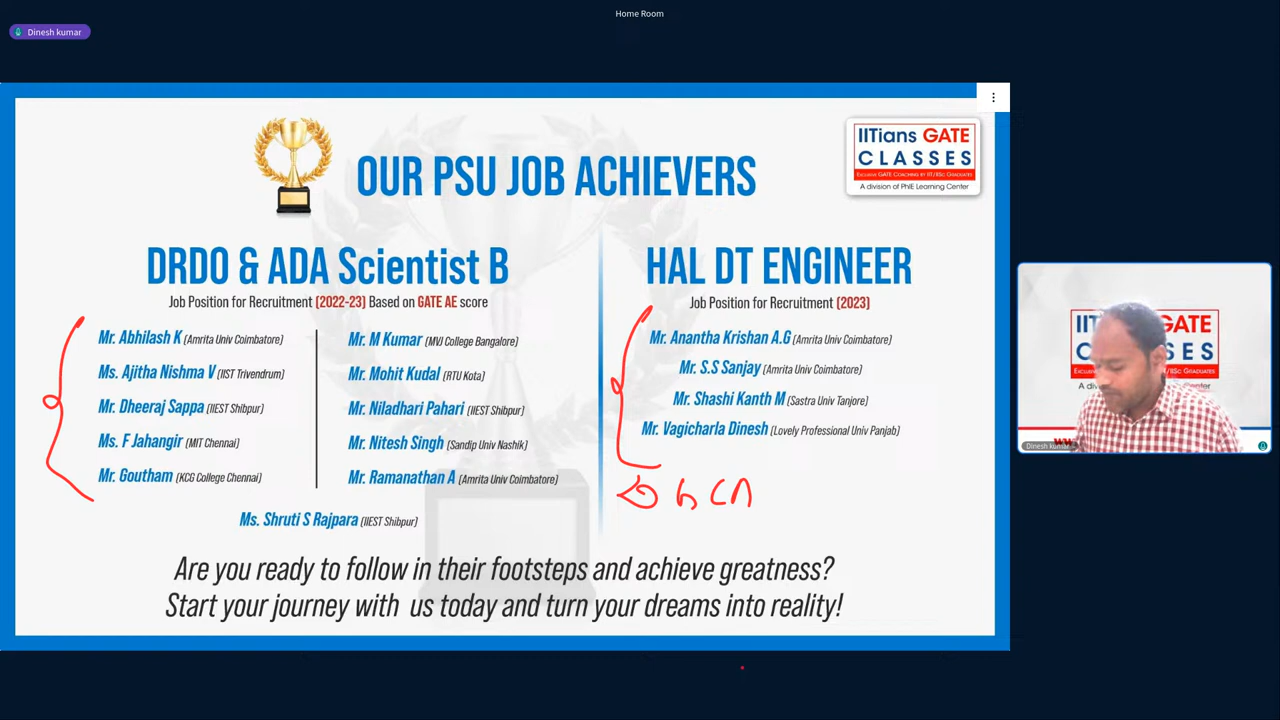 Home Room
Dinesh kumar
OUR PSU JOB ACHIEVERS
IITians GATE
CLASSES
EXCLUSIVE GATE COACHING BY IIT/IISc GRADUATES
A division of PhIE Learning Center
DRDO & ADA Scientist B
Job Position for Recruitment (2022-23) Based on GATE AE score
Mr. Abhilash K (Amrita Univ Coimbatore)
Ms. Ajitha Nishma V (IIST Trivendrum)
Mr. Dheeraj Sappa (IIEST Shibpur)
Ms. F Jahangir (MIT Chennai)
Mr. Goutham (KCG College Chennai)
Mr. M Kumar (MVJ College Bangalore)
Mr. Mohit Kudal (RTU Kota)
Mr. Niladhari Pahari (IIEST Shibpur)
Mr. Nitesh Singh (Sandip Univ Nashik)
Mr. Ramanathan A (Amrita Univ Coimbatore)
Ms. Shruti S Rajpara (IIEST Shibpur)
HAL DT ENGINEER
Job Position for Recruitment (2023)
Mr. Anantha Krishan A.G (Amrita Univ Coimbatore)
Mr. S.S Sanjay (Amrita Univ Coimbatore)
Mr. Shashi Kanth M (Sastra Univ Tanjore)
Mr. Vagicharla Dinesh (Lovely Professional Univ Panjab)
Are you ready to follow in their footsteps and achieve greatness?
Start your journey with us today and turn your dreams into reality!
Dinesh kumar